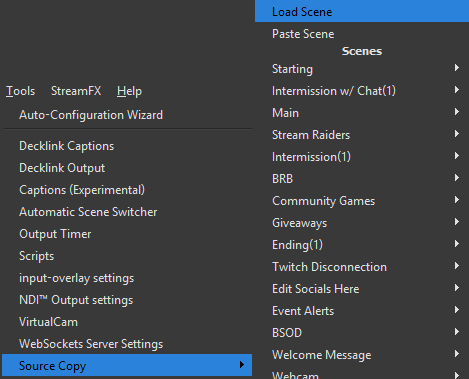 Tools StreamFX Help
Auto-Configuration Wizard
Decklink Captions
Decklink Output
Captions (Experimental)
Automatic Scene Switcher
Output Timer
Scripts
input-overlay settings
NDI™ Output settings
VirtualCam
WebSockets Server Settings
Source Copy
Load Scene
Paste Scene
Scenes
Starting
Intermission w/ Chat(1)
Main
Stream Raiders
Intermission(1)
BRB
Community Games
Giveaways
Ending(1)
Twitch Disconnection
Edit Socials Here
Event Alerts
BSOD
Welcome Message
Webcam